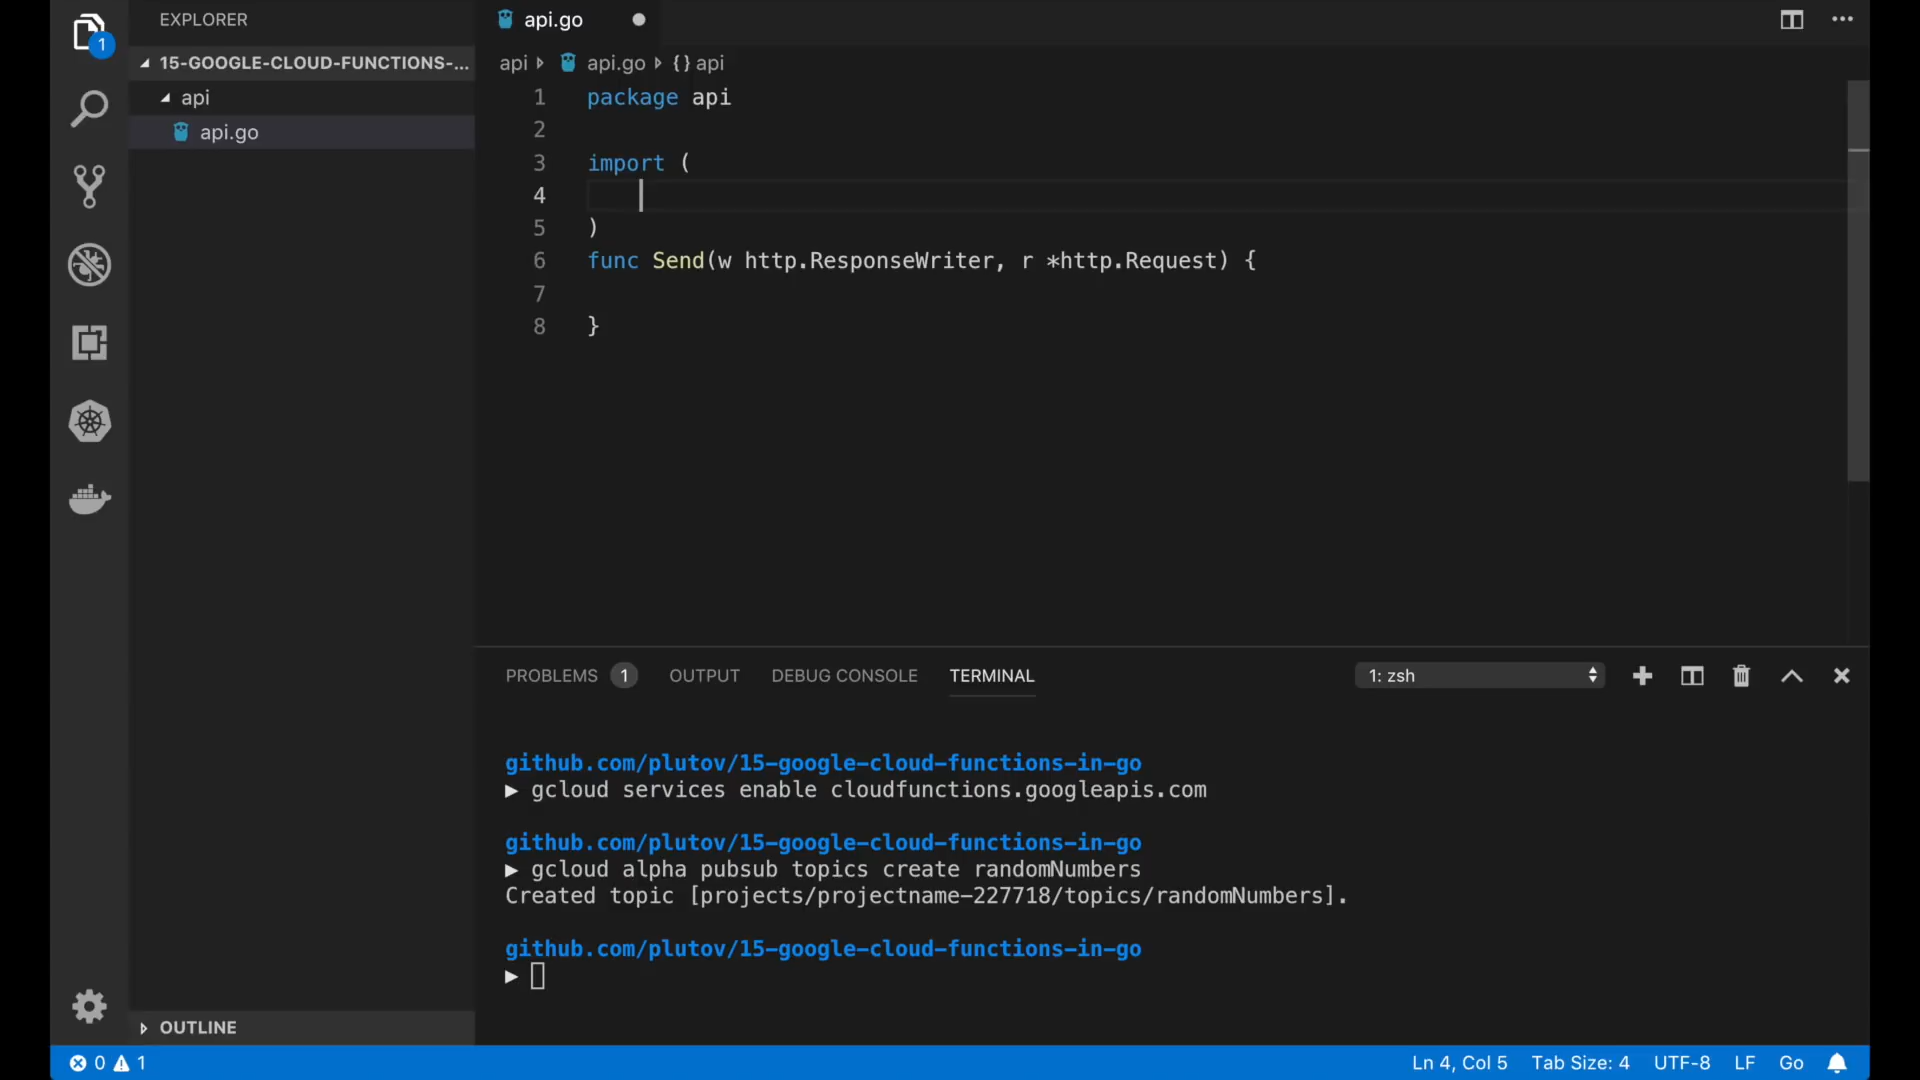 EXPLORER
15-GOOGLE-CLOUD-FUNCTIONS-...
api
api.go
1
api.go
api api.go {} api
1 package api
2
3 import (
4
5 )
6 func Send(w http.ResponseWriter, r *http.Request) {
7
8 }
PROBLEMS 1 OUTPUT DEBUG CONSOLE TERMINAL 1: zsh
github.com/plutov/15-google-cloud-functions-in-go
▶ gcloud services enable cloudfunctions.googleapis.com
github.com/plutov/15-google-cloud-functions-in-go
▶ gcloud alpha pubsub topics create randomNumbers
Created topic [projects/projectname-227718/topics/randomNumbers].
github.com/plutov/15-google-cloud-functions-in-go
▶
OUTLINE
0 1 Ln 4, Col 5 Tab Size: 4 UTF-8 LF Go